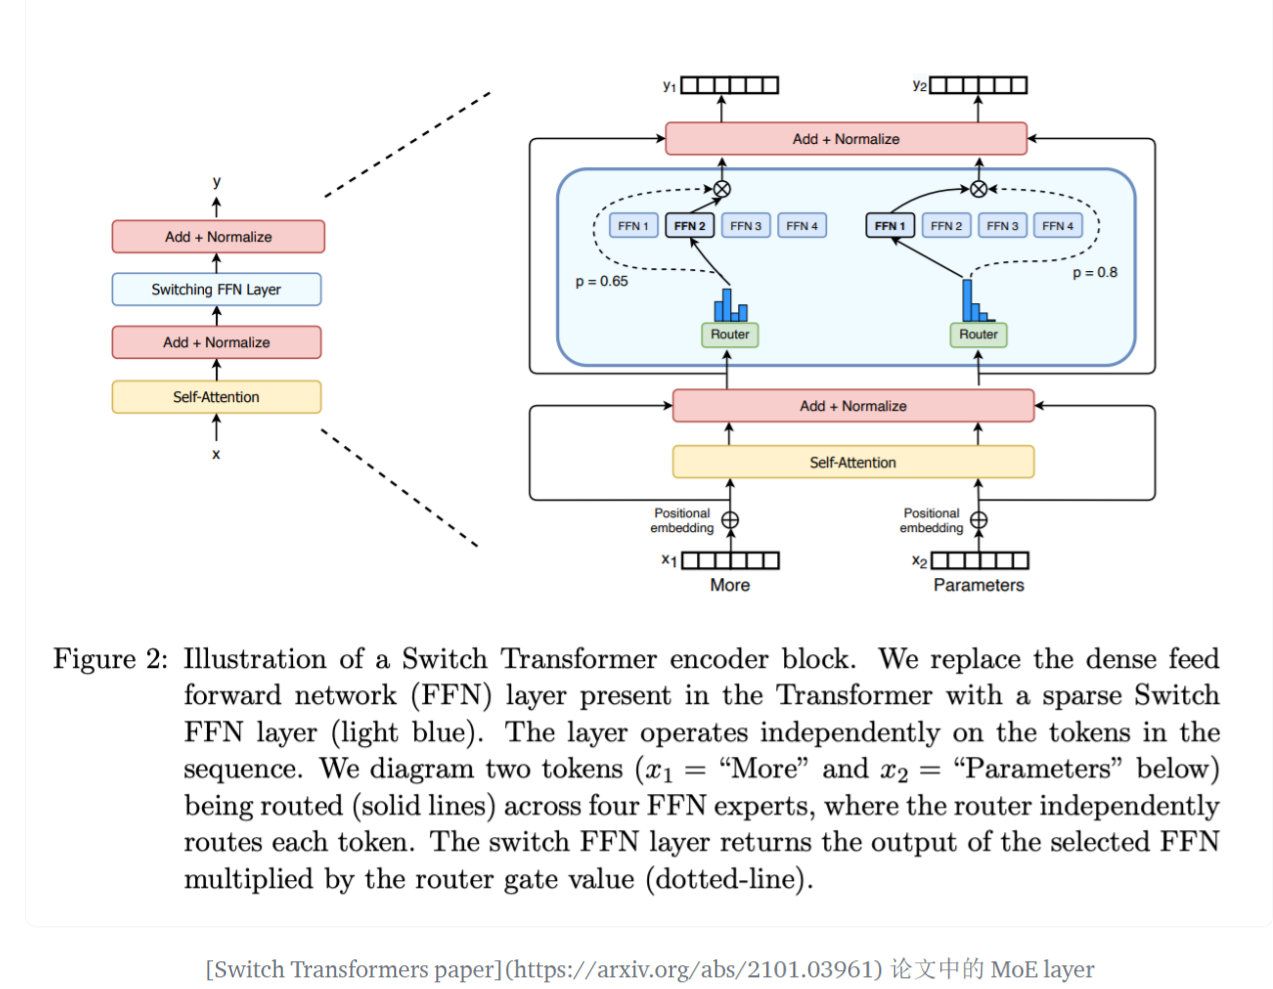 y
Add + Normalize
Switching FFN Layer
Add + Normalize
Self-Attention
x
y1
y2
Add + Normalize
FFN 1
FFN 2
FFN 3
FFN 4
FFN 1
FFN 2
FFN 3
FFN 4
p = 0.65
p = 0.8
Router
Router
Add + Normalize
Self-Attention
Positional
embedding
Positional
embedding
x1
x2
More
Parameters
Figure 2: Illustration of a Switch Transformer encoder block. We replace the dense feed
forward network (FFN) layer present in the Transformer with a sparse Switch
FFN layer (light blue). The layer operates independently on the tokens in the
sequence. We diagram two tokens (x1 = “More” and x2 = “Parameters” below)
being routed (solid lines) across four FFN experts, where the router independently
routes each token. The switch FFN layer returns the output of the selected FFN
multiplied by the router gate value (dotted-line).
[Switch Transformers paper](https://arxiv.org/abs/2101.03961) 论文中的 MoE layer